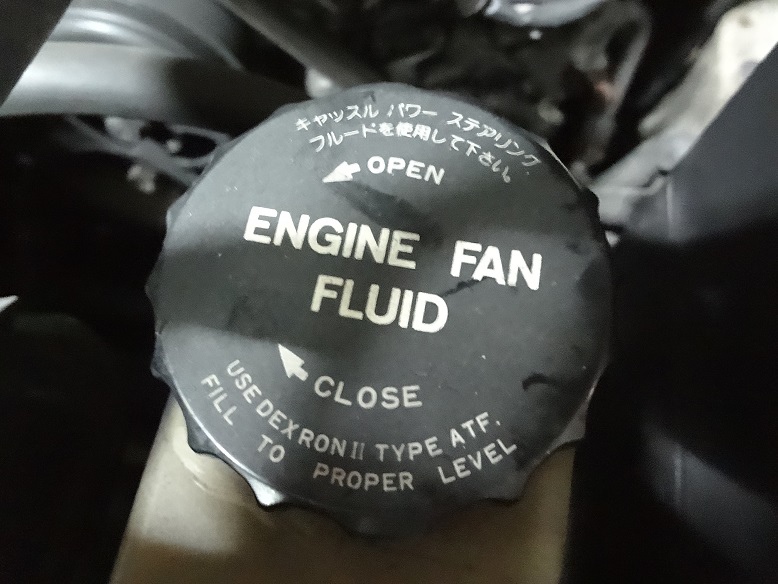 キャッスル パワー ステアリング
フルードを使用して下さい。
OPEN
ENGINE FAN
FLUID
CLOSE
USE DEXRONⅡ TYPE ATF.
FILL TO PROPER LEVEL